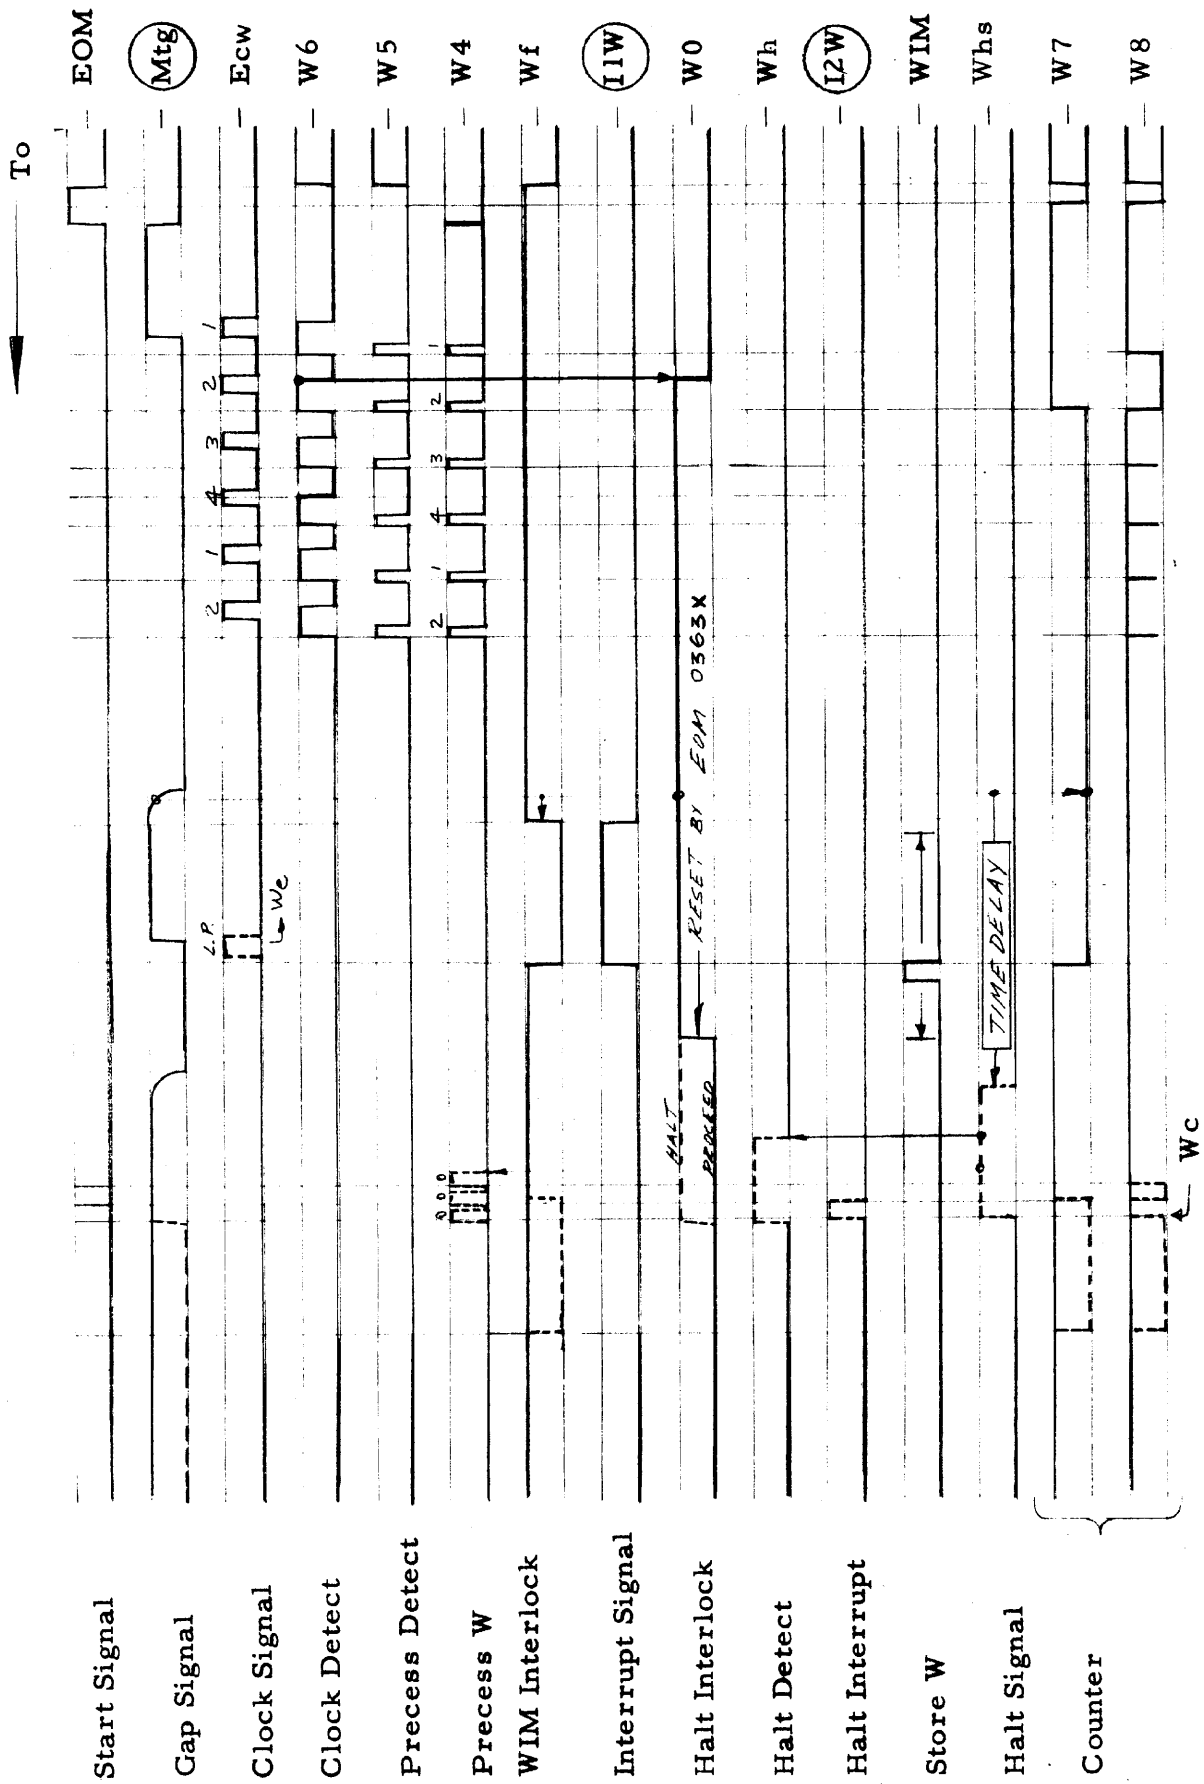 To
EOM
Mtg
Ecw
W6
W5
W4
Wf
I1W
W0
Wh
I2W
WIM
Whs
W7
W8
1
2
3
4
1
2
L.P.
We
1
2
3
4
1
2
0
0
0
RESET BY EOM 0363X
HALT
PROCEED
TIME DELAY
Wc
Start Signal
Gap Signal
Clock Signal
Clock Detect
Precess Detect
Precess W
WIM Interlock
Interrupt Signal
Halt Interlock
Halt Detect
Halt Interrupt
Store W
Halt Signal
Counter